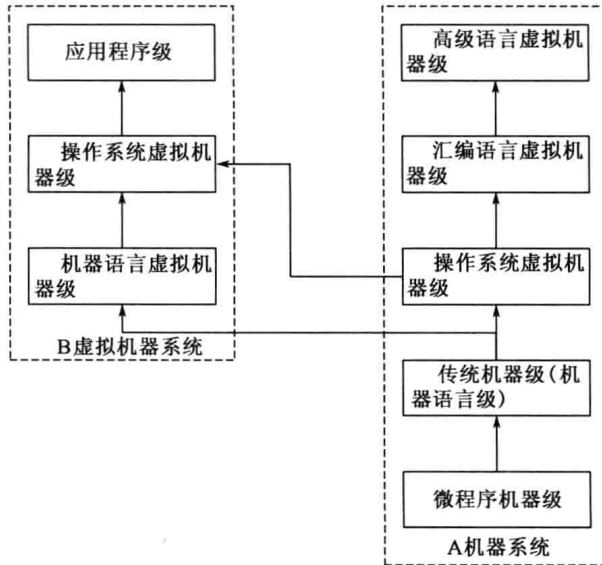 应用程序级
操作系统虚拟机
器级
机器语言虚拟机
器级
B虚拟机器系统
高级语言虚拟机
器级
汇编语言虚拟机
器级
操作系统虚拟机
器级
传统机器级(机
器语言级)
微程序机器级
A机器系统